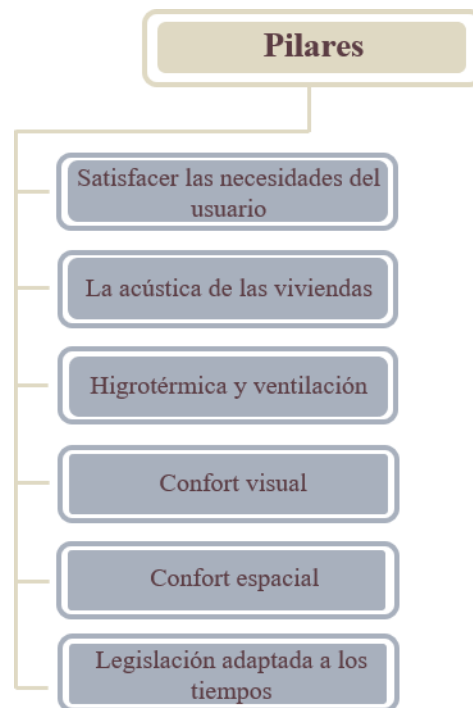 Pilares
Satisfacer las necesidades del
usuario
La acústica de las viviendas
Higrotérmica y ventilación
Confort visual
Confort espacial
Legislación adaptada a los
tiempos